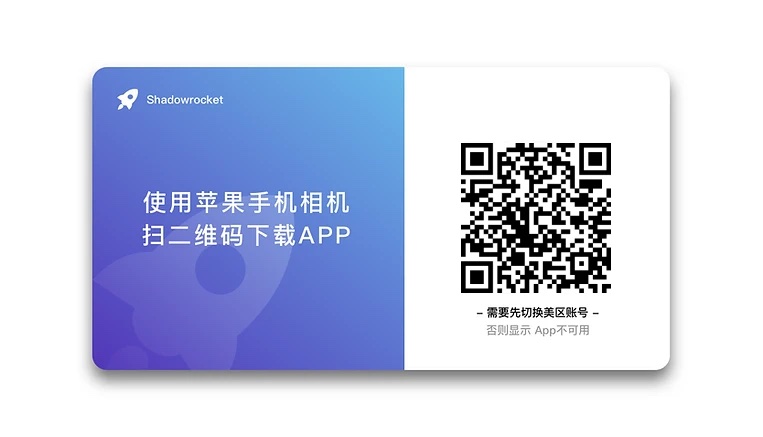 Shadowrocket
使用苹果手机相机
扫二维码下载APP
– 需要先切换美区账号 –
否则显示 App不可用